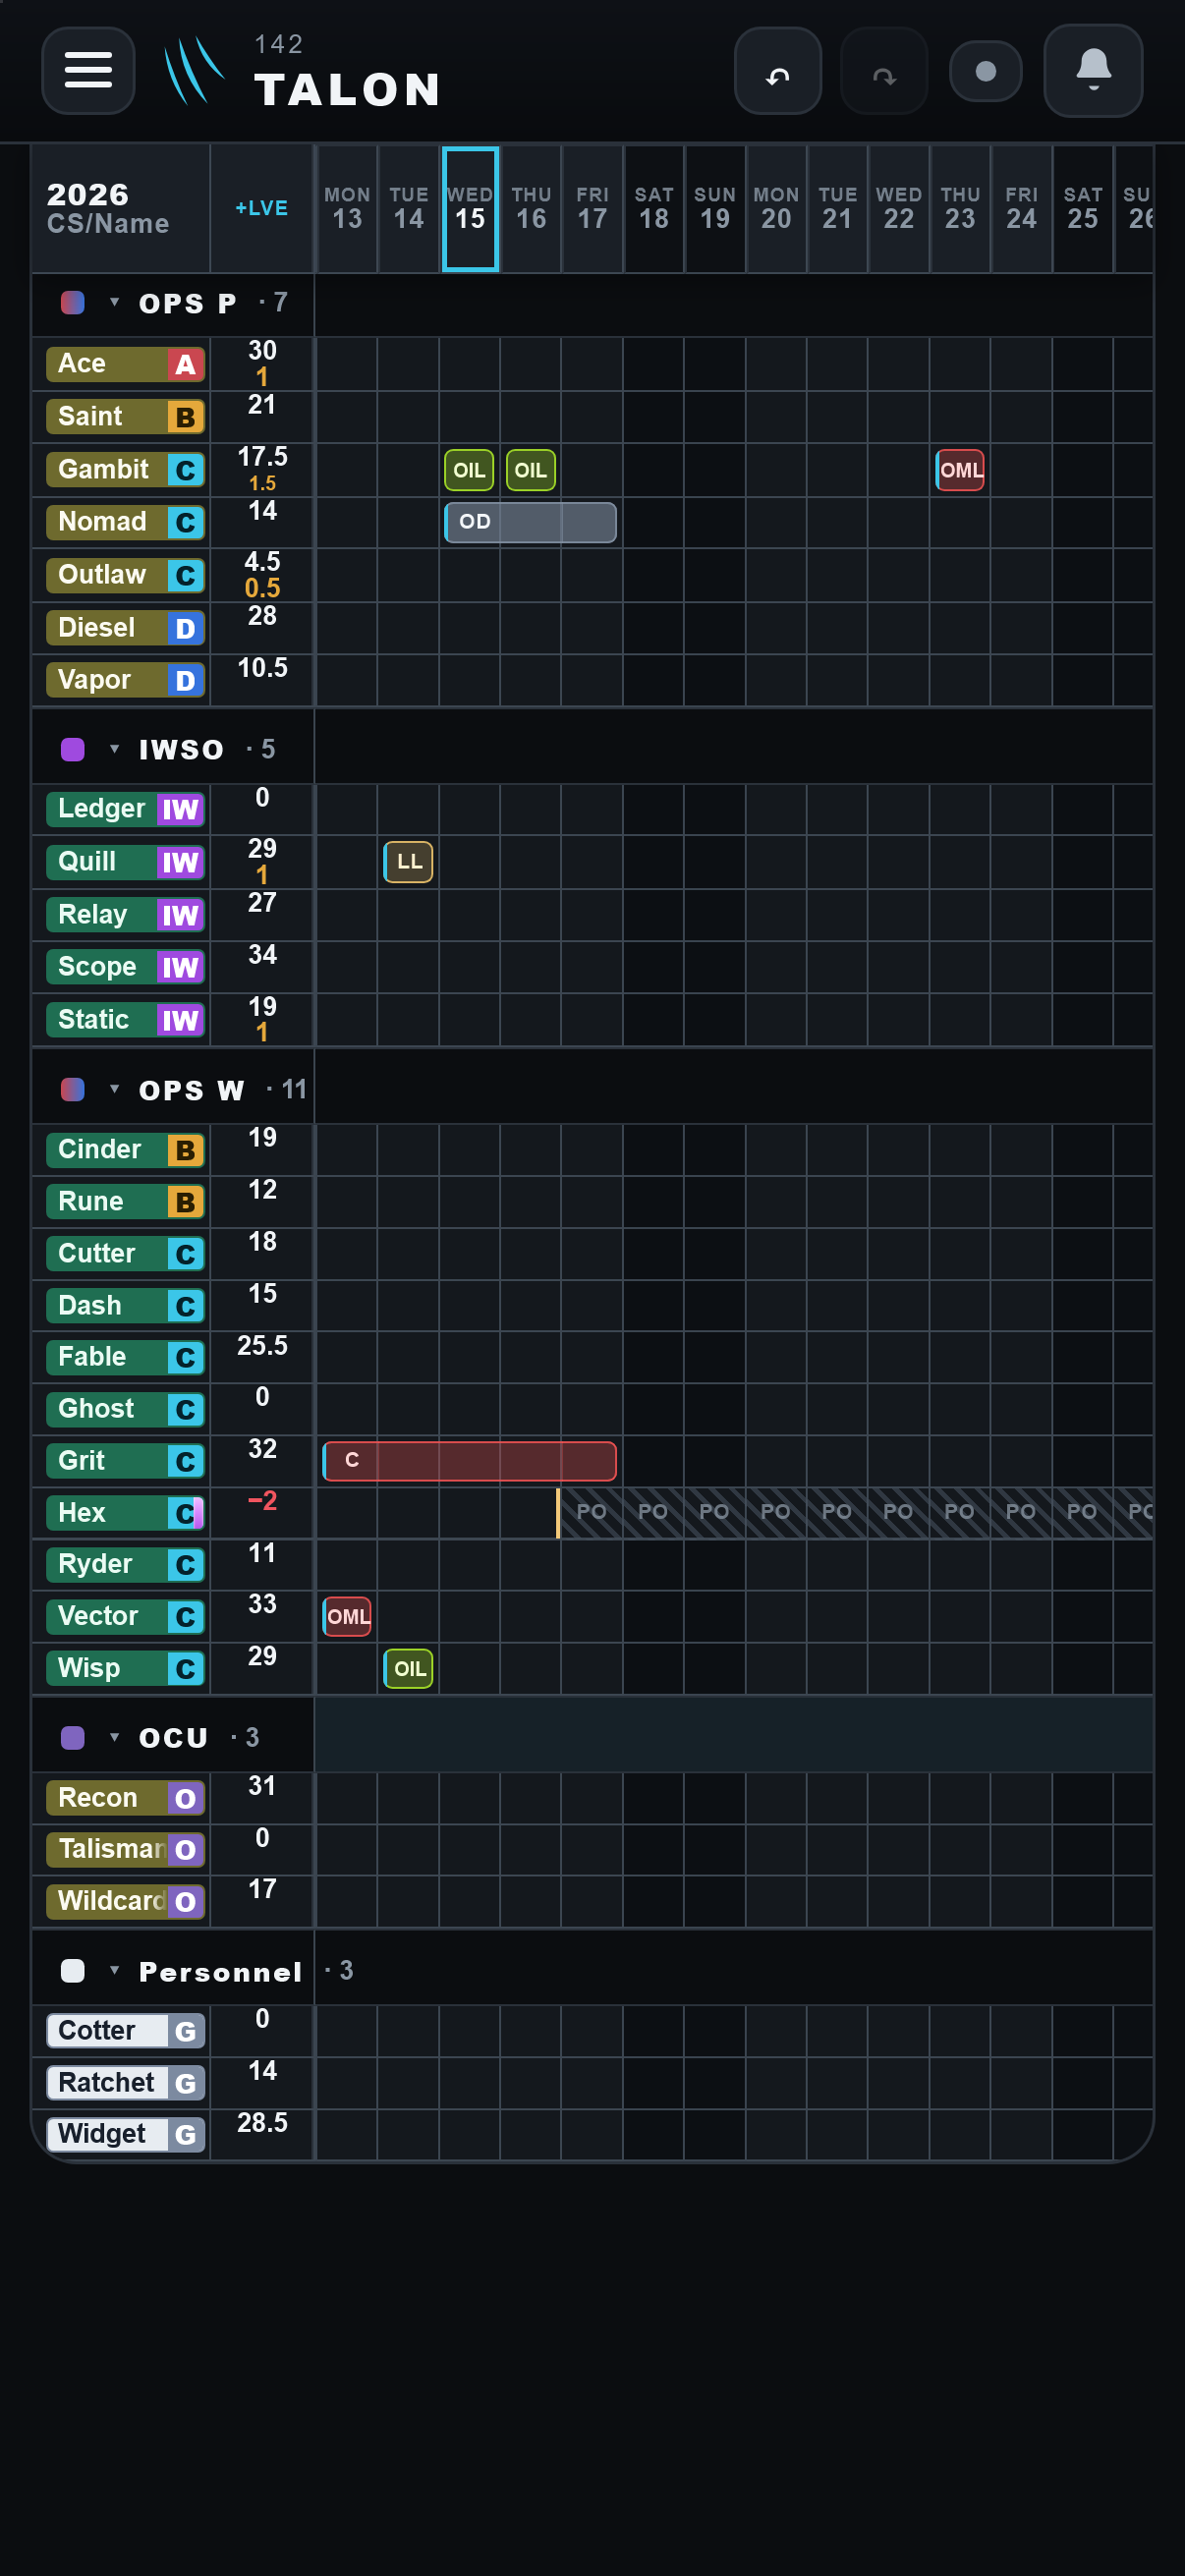 142
TALON
2026
CS/Name
+LVE
MON 13
TUE 14
WED 15
THU 16
FRI 17
SAT 18
SUN 19
MON 20
TUE 21
WED 22
THU 23
FRI 24
SAT 25
SU 26
OPS P · 7
Ace A 30
1
Saint B 21
Gambit C 17.5 OIL OIL OML
1.5
Nomad C 14 OD
Outlaw C 4.5
0.5
Diesel D 28
Vapor D 10.5
IWSO · 5
Ledger IW 0
Quill IW 29 LL
1
Relay IW 27
Scope IW 34
Static IW 19
1
OPS W · 11
Cinder B 19
Rune B 12
Cutter C 18
Dash C 15
Fable C 25.5
Ghost C 0
Grit C 32 C
Hex C −2 PO PO PO PO PO PO PO PO PO PO
Ryder C 11
Vector C 33 OML
Wisp C 29 OIL
OCU · 3
Recon O 31
Talisman O 0
Wildcard O 17
Personnel · 3
Cotter G 0
Ratchet G 14
Widget G 28.5